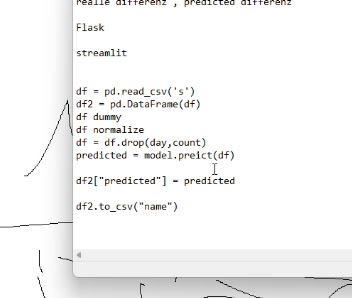 realle differenz , predicted differenz
Flask
streamlit
df = pd.read_csv('s')
df2 = pd.DataFrame(df)
df dummy
df normalize
df = df.drop(day,count)
predicted = model.preict(df)
df2["predicted"] = predicted
df2.to_csv("name")